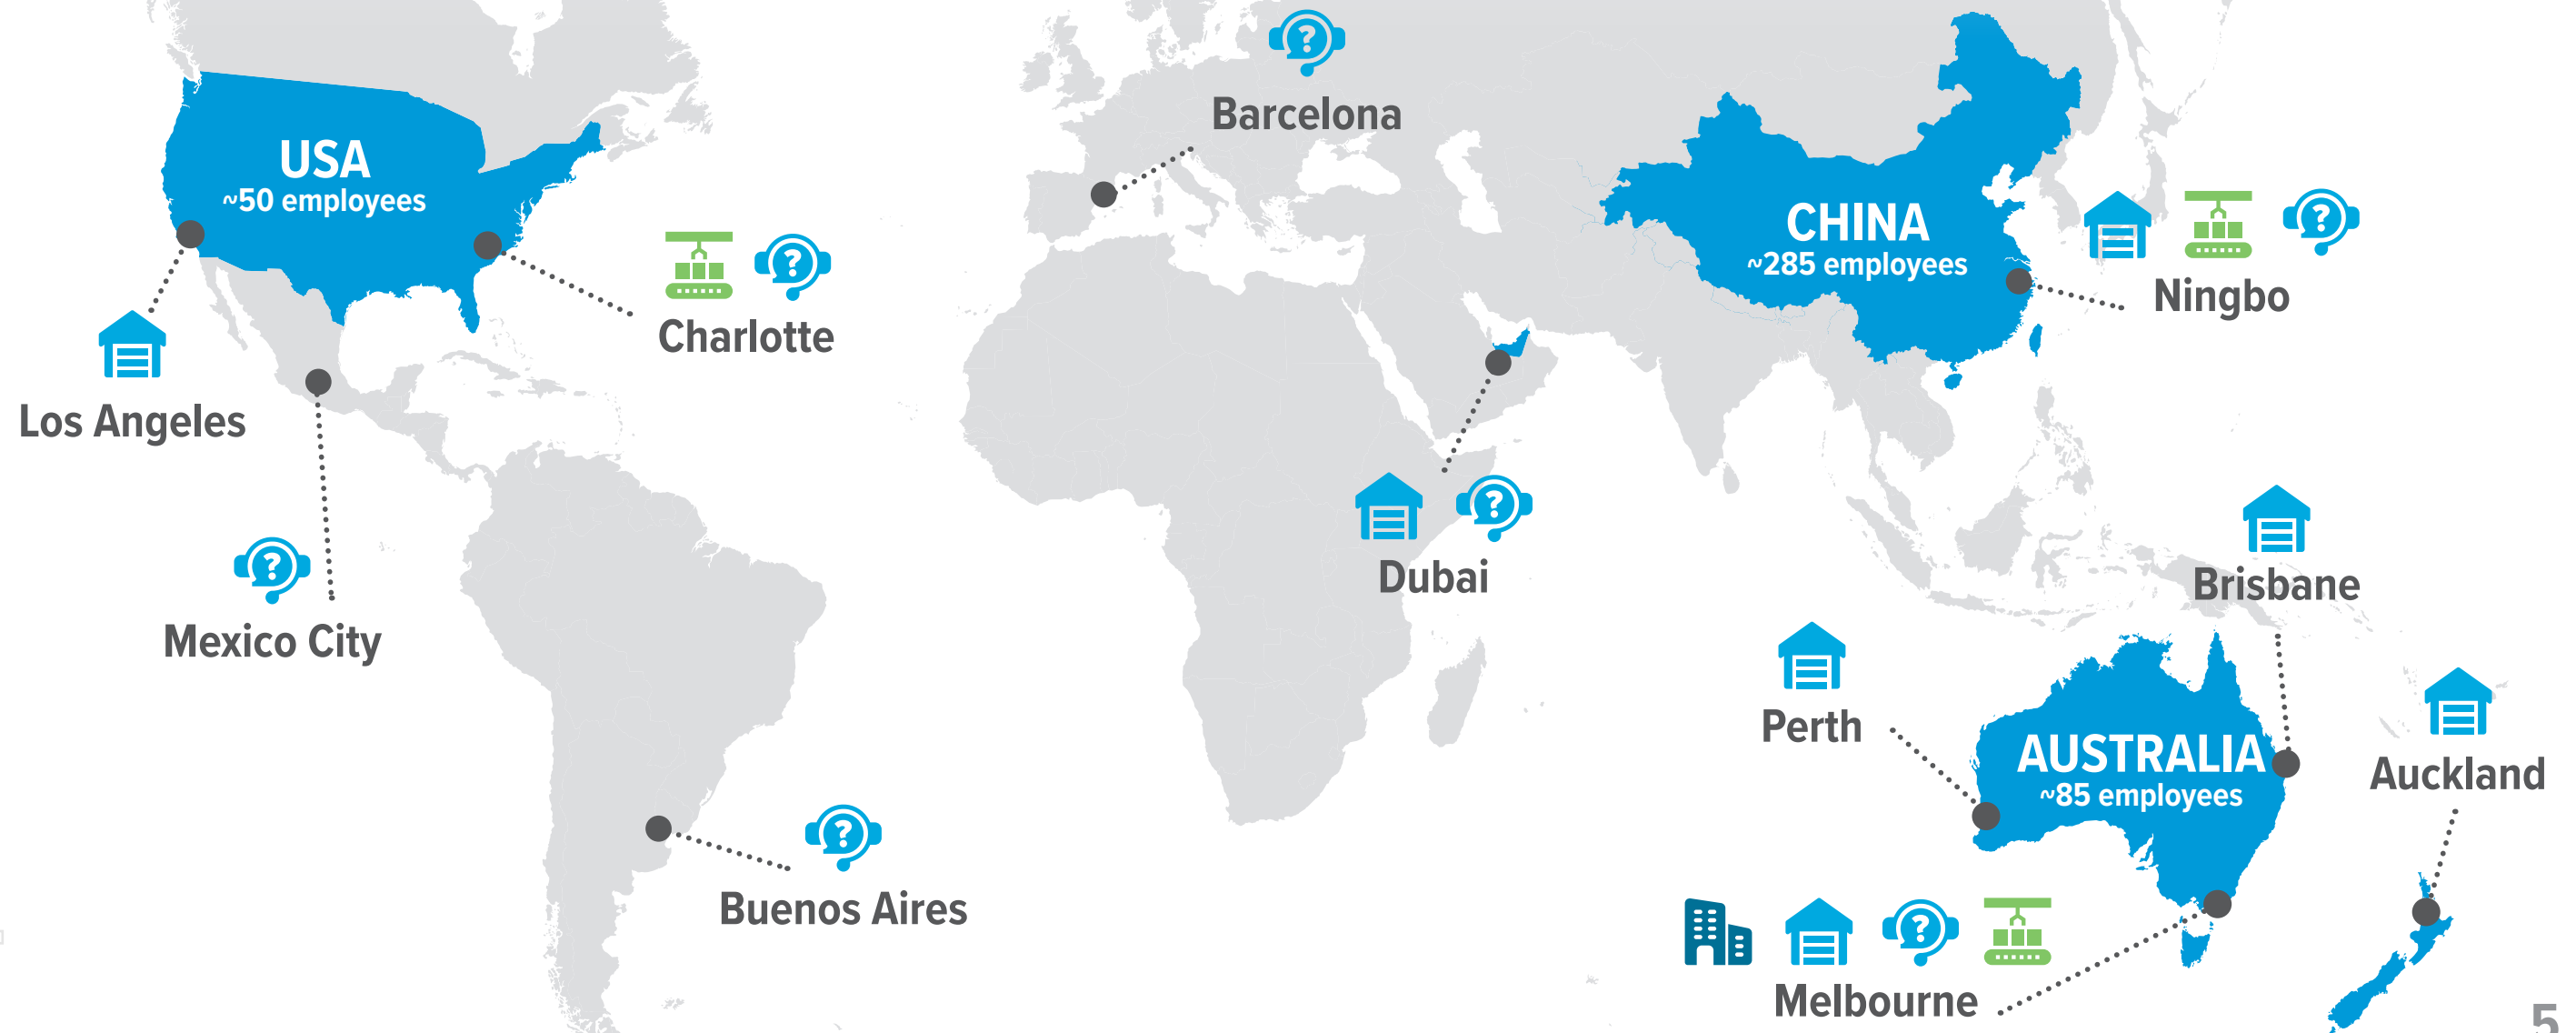 Barcelona
USA
~50 employees
CHINA
~285 employees
Ningbo
Charlotte
Los Angeles
Dubai
Brisbane
Mexico City
Perth
AUSTRALIA
~85 employees
Auckland
Buenos Aires
Melbourne
5